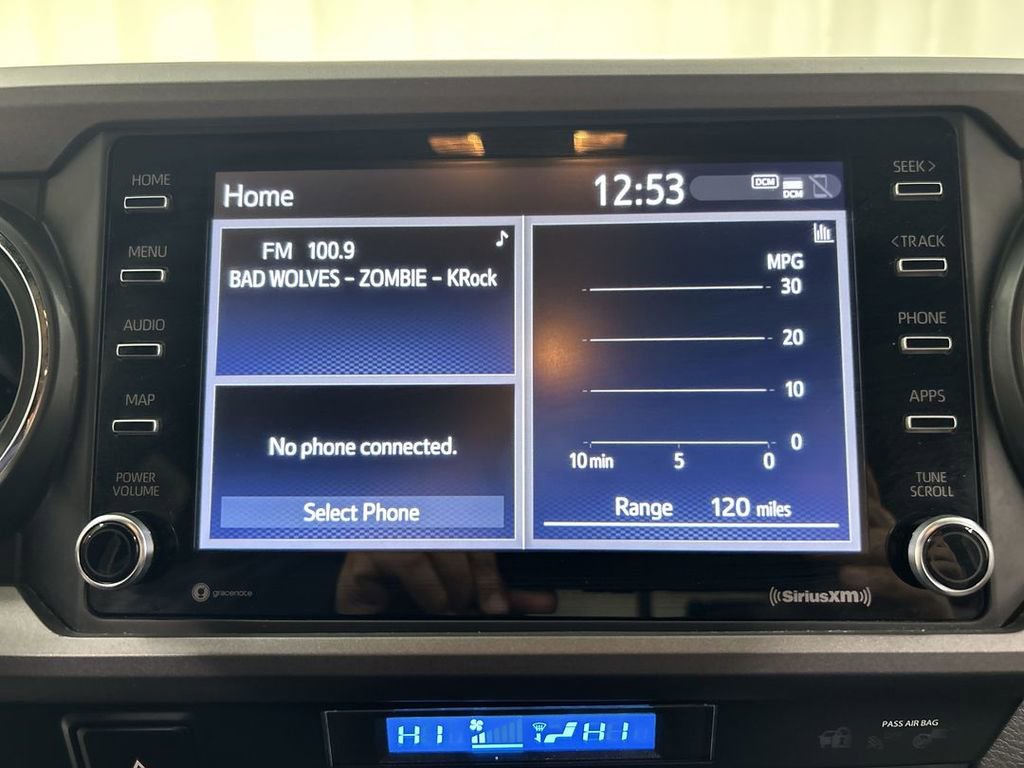 HOME
MENU
AUDIO
MAP
POWER
VOLUME
Home
12:53
DCM
DCM
FM 100.9
BAD WOLVES – ZOMBIE – KRock
No phone connected.
Select Phone
MPG
30
20
10
0
10 min 5 0
Range 120 miles
SEEK >
< TRACK
PHONE
APPS
TUNE
SCROLL
gracenote
((SiriusXM))
HI HI
PASS AIR BAG